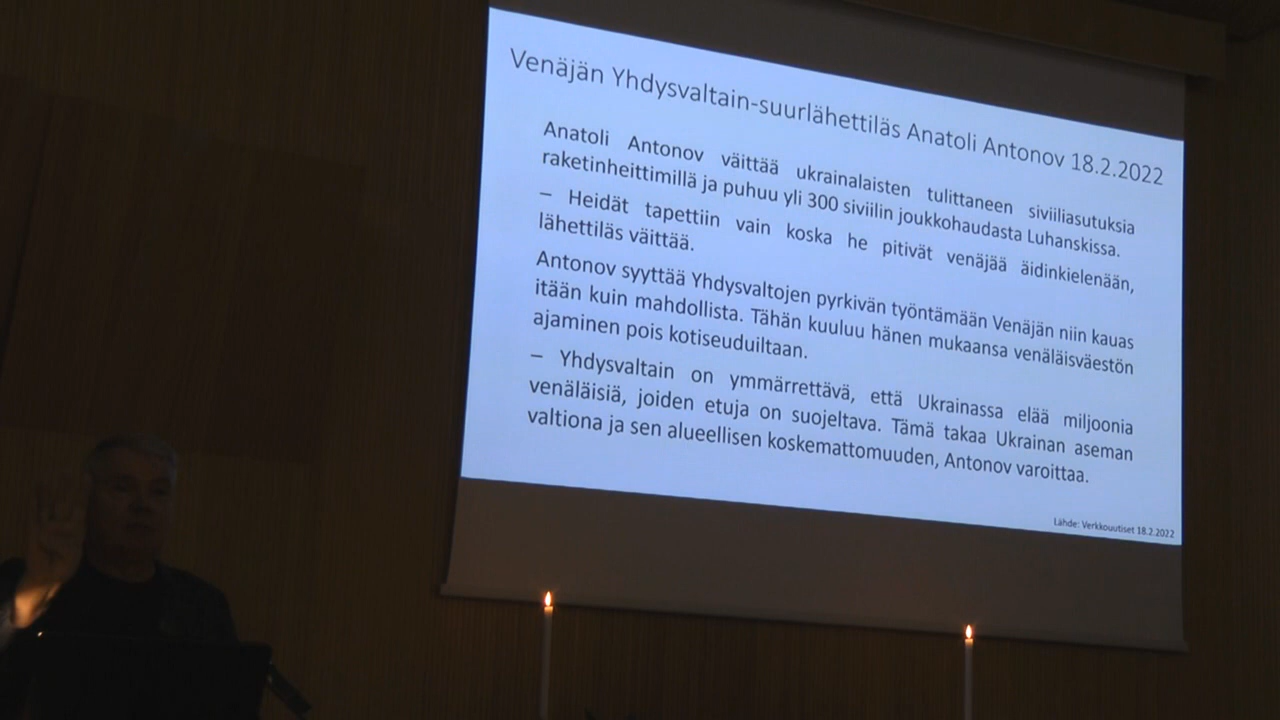 Venäjän Yhdysvaltain-suurlähettiläs Anatoli Antonov 18.2.2022
Anatoli Antonov väittää ukrainalaisten tulittaneen siviiliasutuksia
raketinheittimillä ja puhuu yli 300 siviilin joukkohaudasta Luhanskissa.
– Heidät tapettiin vain koska he pitivät venäjää äidinkielenään,
lähettiläs väittää.
Antonov syyttää Yhdysvaltojen pyrkivän työntämään Venäjän niin kauas
itään kuin mahdollista. Tähän kuuluu hänen mukaansa venäläisväestön
ajaminen pois kotiseuduiltaan.
– Yhdysvaltain on ymmärrettävä, että Ukrainassa elää miljoonia
venäläisiä, joiden etuja on suojeltava. Tämä takaa Ukrainan aseman
valtiona ja sen alueellisen koskemattomuuden, Antonov varoittaa.
Lähde: Verkkouutiset 18.2.2022